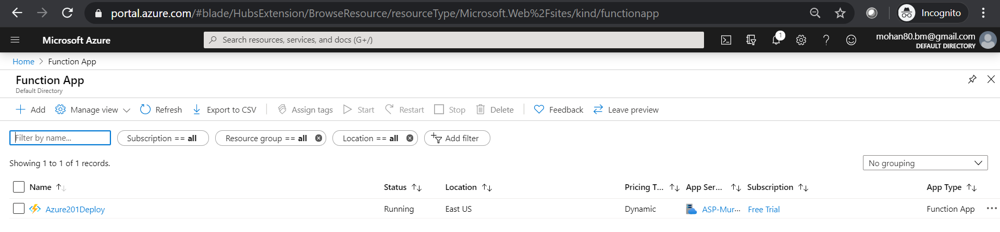 portal.azure.com/#blade/HubsExtension/BrowseResource/resourceType/Microsoft.Web%2Fsites/kind/functionapp Incognito
Microsoft Azure Search resources, services, and docs (G+/) 1 mohan80.bm@gmail.com
DEFAULT DIRECTORY
Home > Function App
Function App
Default Directory
Add Manage view Refresh Export to CSV Assign tags Start Restart Stop Delete Feedback Leave preview
Filter by name... Subscription == all Resource group == all Location == all Add filter
Showing 1 to 1 of 1 records. No grouping
Name Status Location Pricing T... App Ser... Subscription App Type
Azure201Deploy Running East US Dynamic ASP-Mur... Free Trial Function App ...